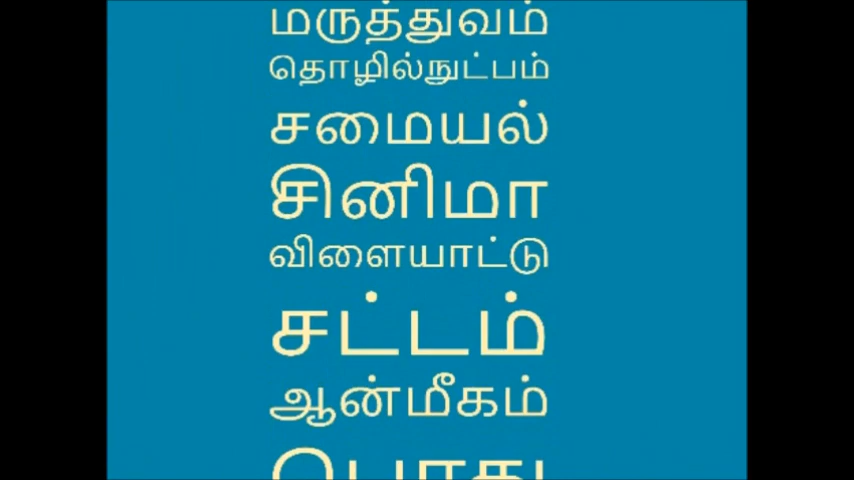 மருத்துவம்
தொழில்நுட்பம்
சமையல்
சினிமா
விளையாட்டு
சட்டம்
ஆன்மீகம்
பொது